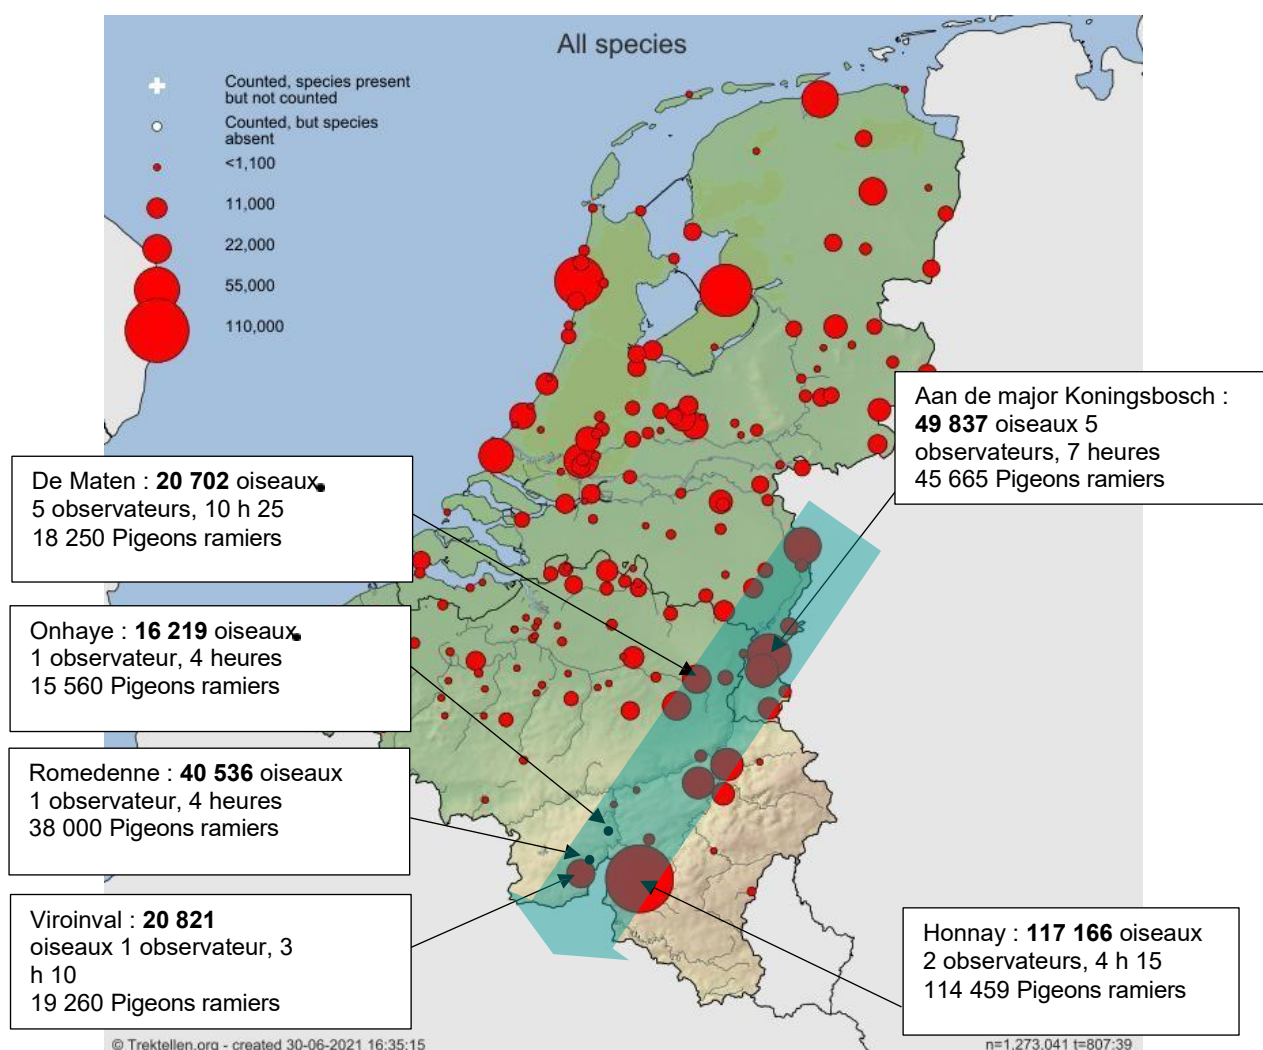 All species
Counted, species present
but not counted
Counted, but species
absent
<1,100
11,000
22,000
55,000
110,000
Aan de major Koningsbosch :
49 837 oiseaux 5
observateurs, 7 heures
45 665 Pigeons ramiers
De Maten : 20 702 oiseaux
5 observateurs, 10 h 25
18 250 Pigeons ramiers
Onhaye : 16 219 oiseaux
1 observateur, 4 heures
15 560 Pigeons ramiers
Romedenne : 40 536 oiseaux
1 observateur, 4 heures
38 000 Pigeons ramiers
Viroinval : 20 821
oiseaux 1 observateur, 3
h 10
19 260 Pigeons ramiers
Honnay : 117 166 oiseaux
2 observateurs, 4 h 15
114 459 Pigeons ramiers
© Trektellen.org - created 30-06-2021 16:35:15
n=1,273,041 t=807:39